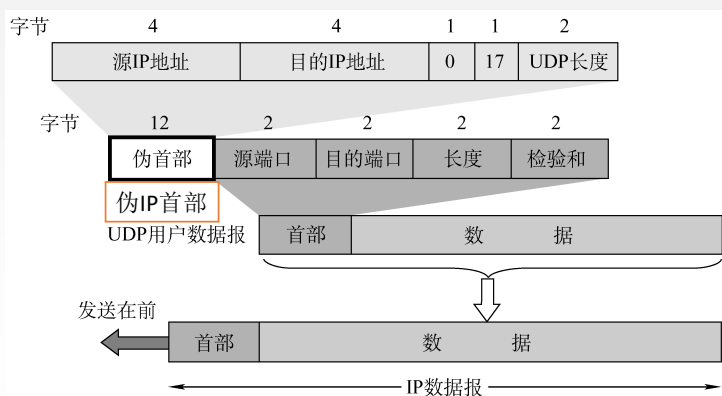 字节 4 4 1 1 2
源IP地址 目的IP地址 0 17 UDP长度
字节 12 2 2 2 2
伪首部 源端口 目的端口 长度 检验和
伪IP首部
UDP用户数据报 首部 数 据
发送在前
首部 数 据
IP数据报